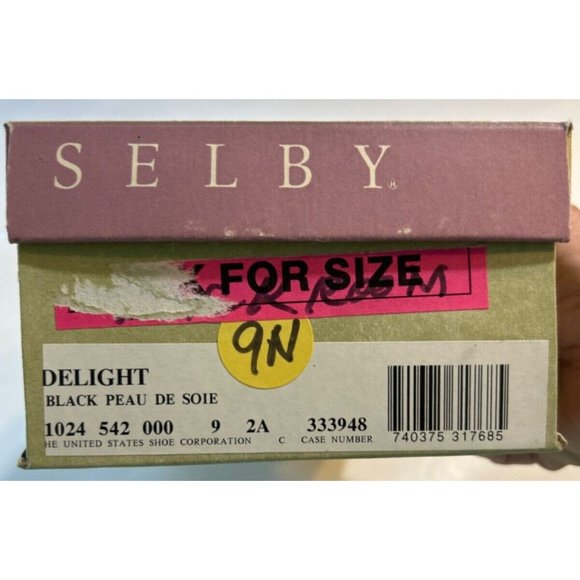 SELBY®
FOR SIZE
ROOM
9N
DELIGHT
BLACK PEAU DE SOIE
1024 542 000 9 2A 333948
HE UNITED STATES SHOE CORPORATION C CASE NUMBER
740375 317685